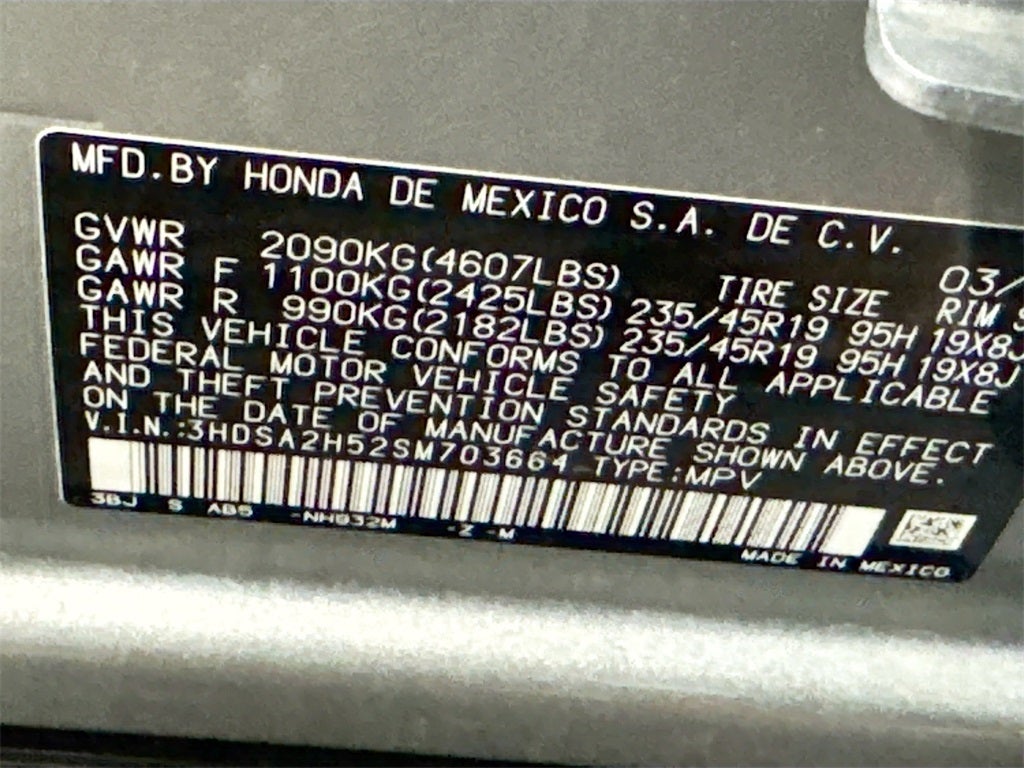 MFD.BY HONDA DE MEXICO S.A. DE C.V.
GVWR 2090KG(4607LBS) TIRE SIZE 03/
GAWR F 1100KG(2425LBS) 235/45R19 95H RIM S
GAWR R 990KG(2182LBS) 235/45R19 95H 19X8J
THIS VEHICLE CONFORMS TO ALL APPLICABLE 19X8J
FEDERAL MOTOR VEHICLE SAFETY
AND THEFT PREVENTION STANDARDS IN EFFECT
ON THE DATE OF MANUFACTURE SHOWN ABOVE.
V.I.N.:3HDSA2H52SM703664 TYPE:MPV
3BJ S AB5 -NH832M -Z -M
MADE IN MEXICO